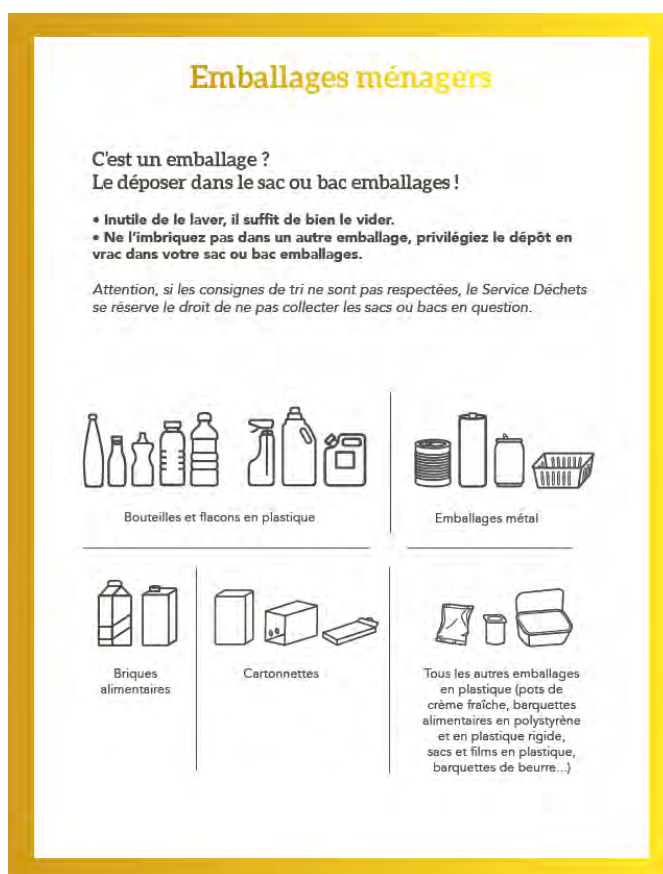 Emballages ménagers
C'est un emballage ?
Le déposer dans le sac ou bac emballages !
• Inutile de le laver, il suffit de bien le vider.
• Ne l'imbriquez pas dans un autre emballage, privilégiez le dépôt en
vrac dans votre sac ou bac emballages.
Attention, si les consignes de tri ne sont pas respectées, le Service Déchets
se réserve le droit de ne pas collecter les sacs ou bacs en question.
Bouteilles et flacons en plastique
Emballages métal
Briques
alimentaires
Cartonnettes
Tous les autres emballages
en plastique (pots de
crème fraîche, barquettes
alimentaires en polystyrène
et en plastique rigide,
sacs et films en plastique,
barquettes de beurre...)